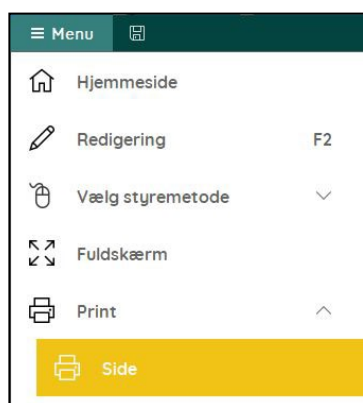 Menu
Hjemmeside
Redigering F2
Vælg styremetode
Fuldskærm
Print
Side